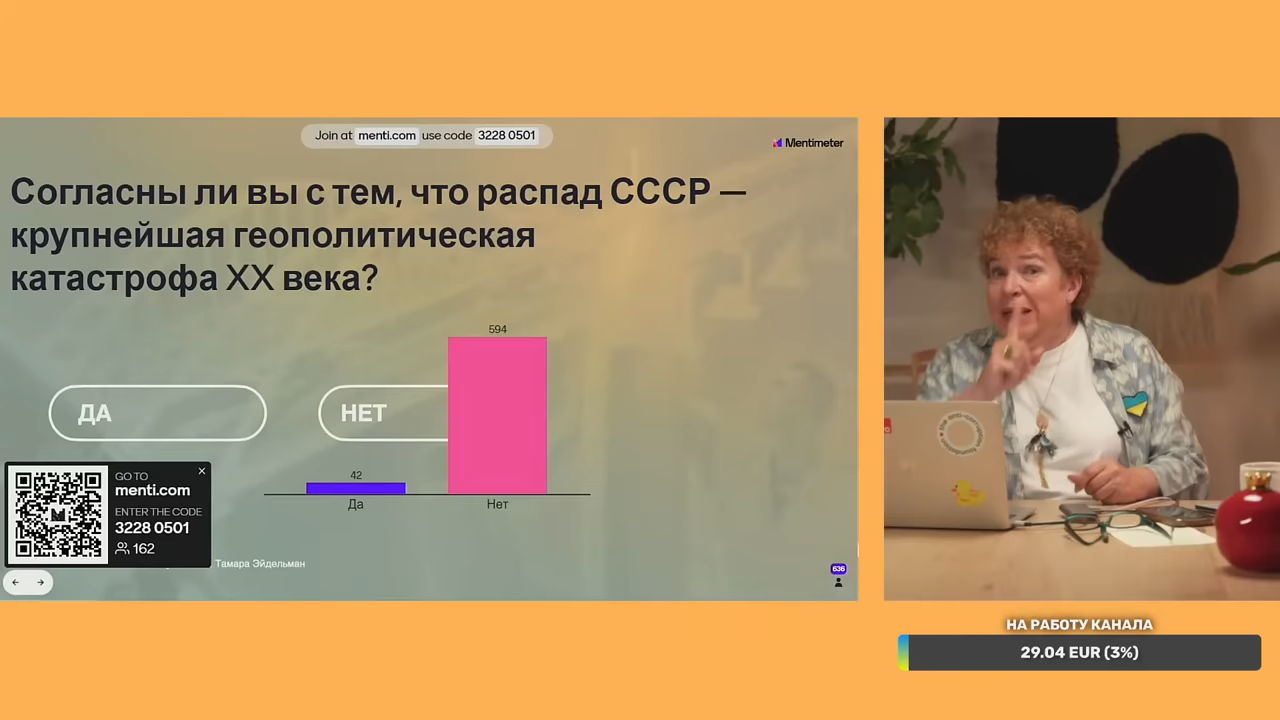 Join at menti.com use code 3228 0501
Mentimeter
Согласны ли вы с тем, что распад СССР —
крупнейшая геополитическая
катастрофа XX века?
594
ДА
НЕТ
42
Да
Нет
GO TO
menti.com
ENTER THE CODE
3228 0501
162
Тамара Эйдельман
636
НА РАБОТУ КАНАЛА
29.04 EUR (3%)